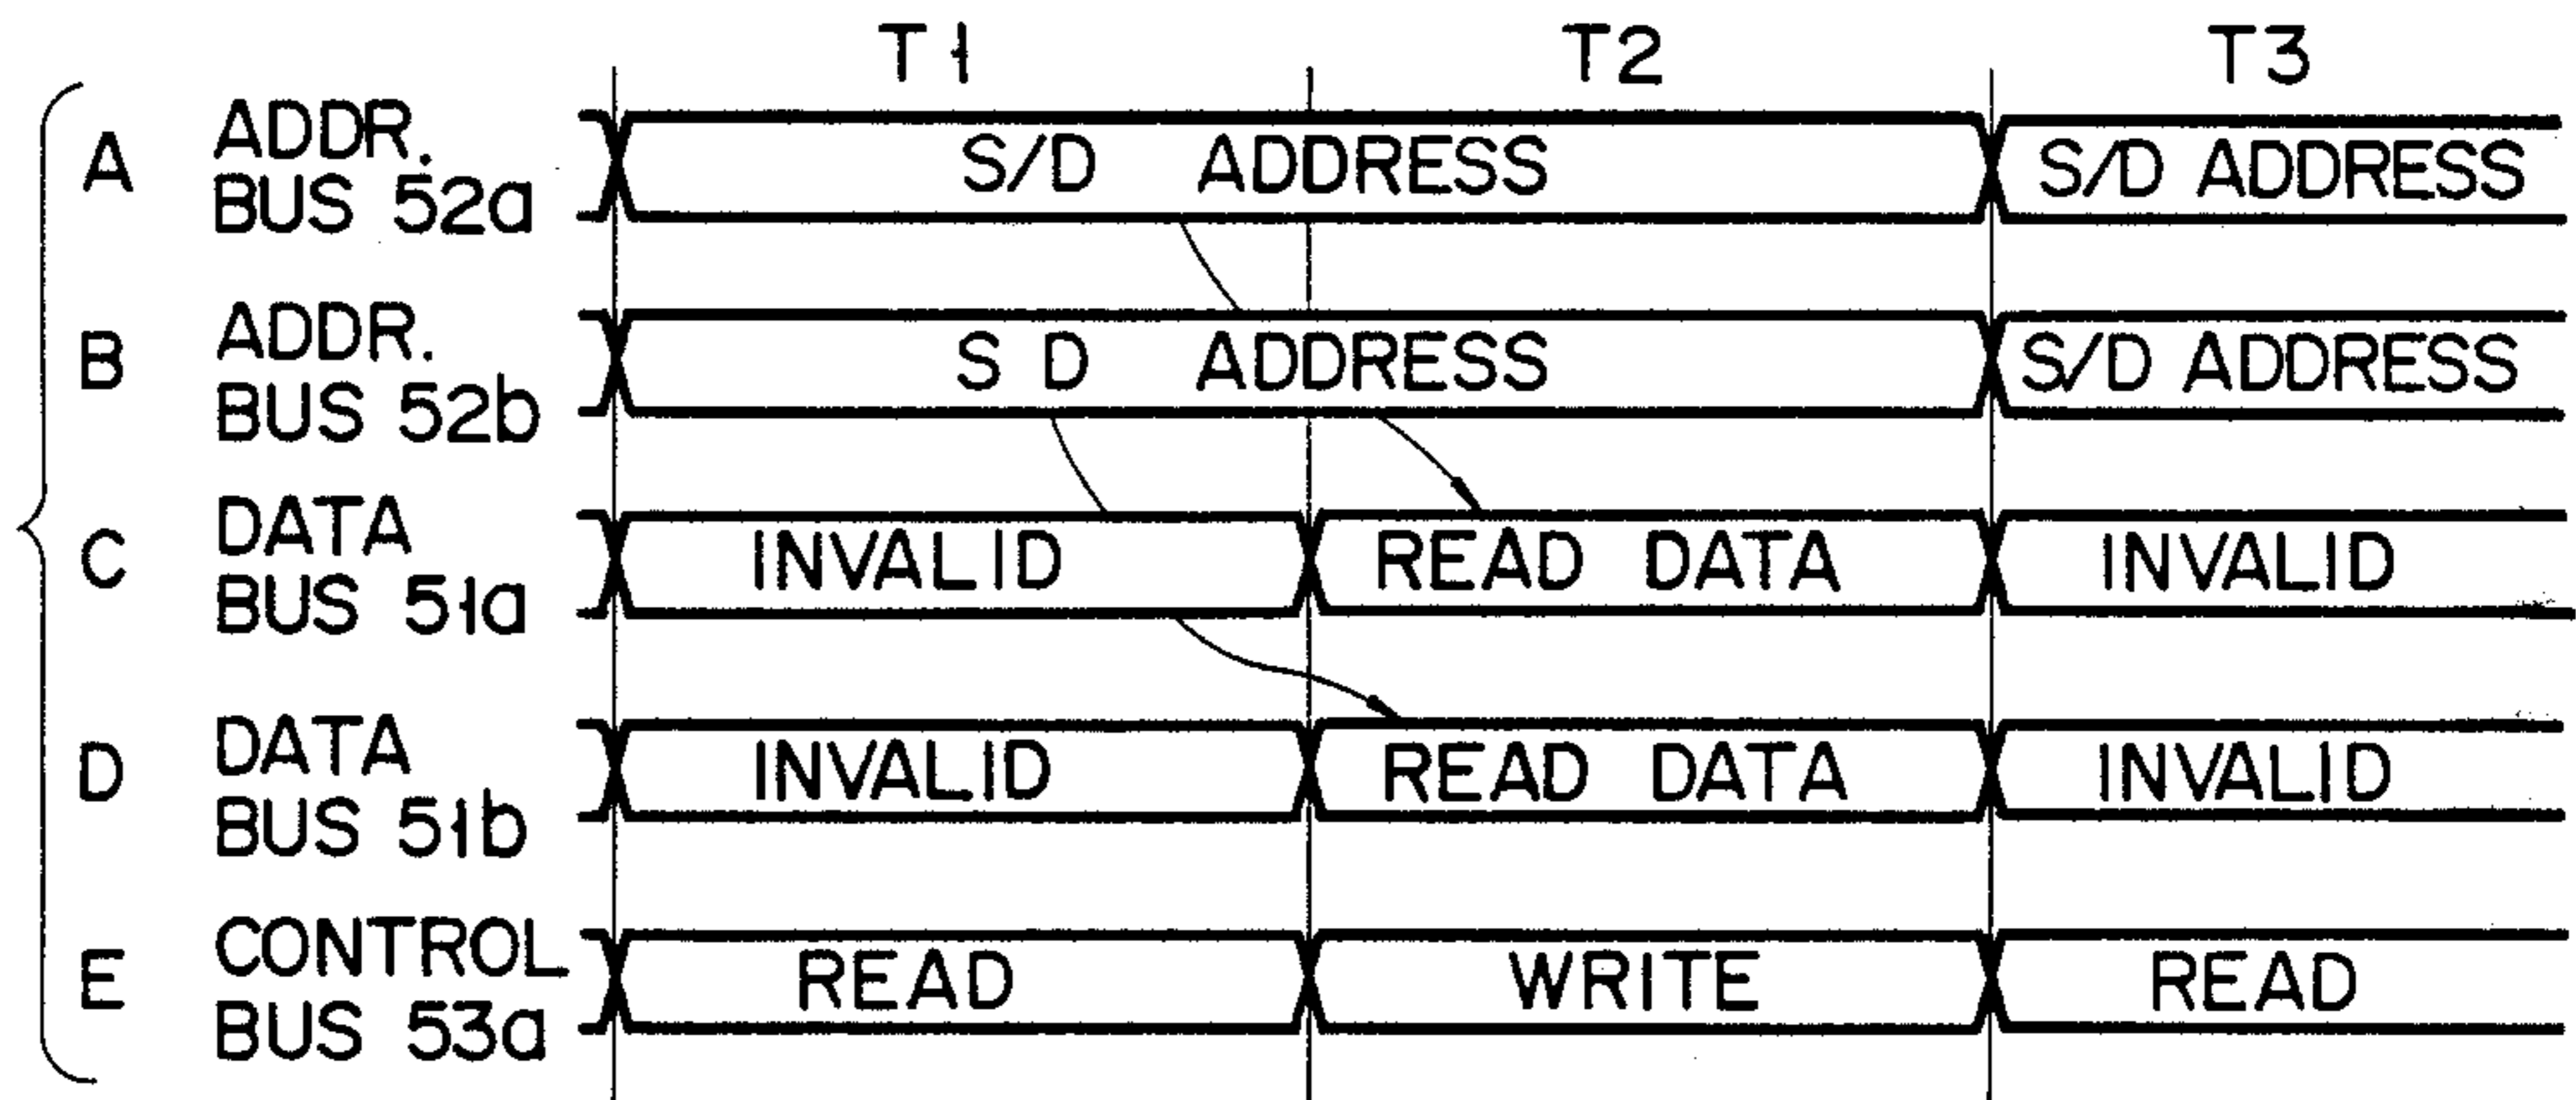 T1 T2 T3
A ADDR. BUS 52a S/D ADDRESS S/D ADDRESS
B ADDR. BUS 52b S D ADDRESS S/D ADDRESS
C DATA BUS 51a INVALID READ DATA INVALID
D DATA BUS 51b INVALID READ DATA INVALID
E CONTROL BUS 53a READ WRITE READ